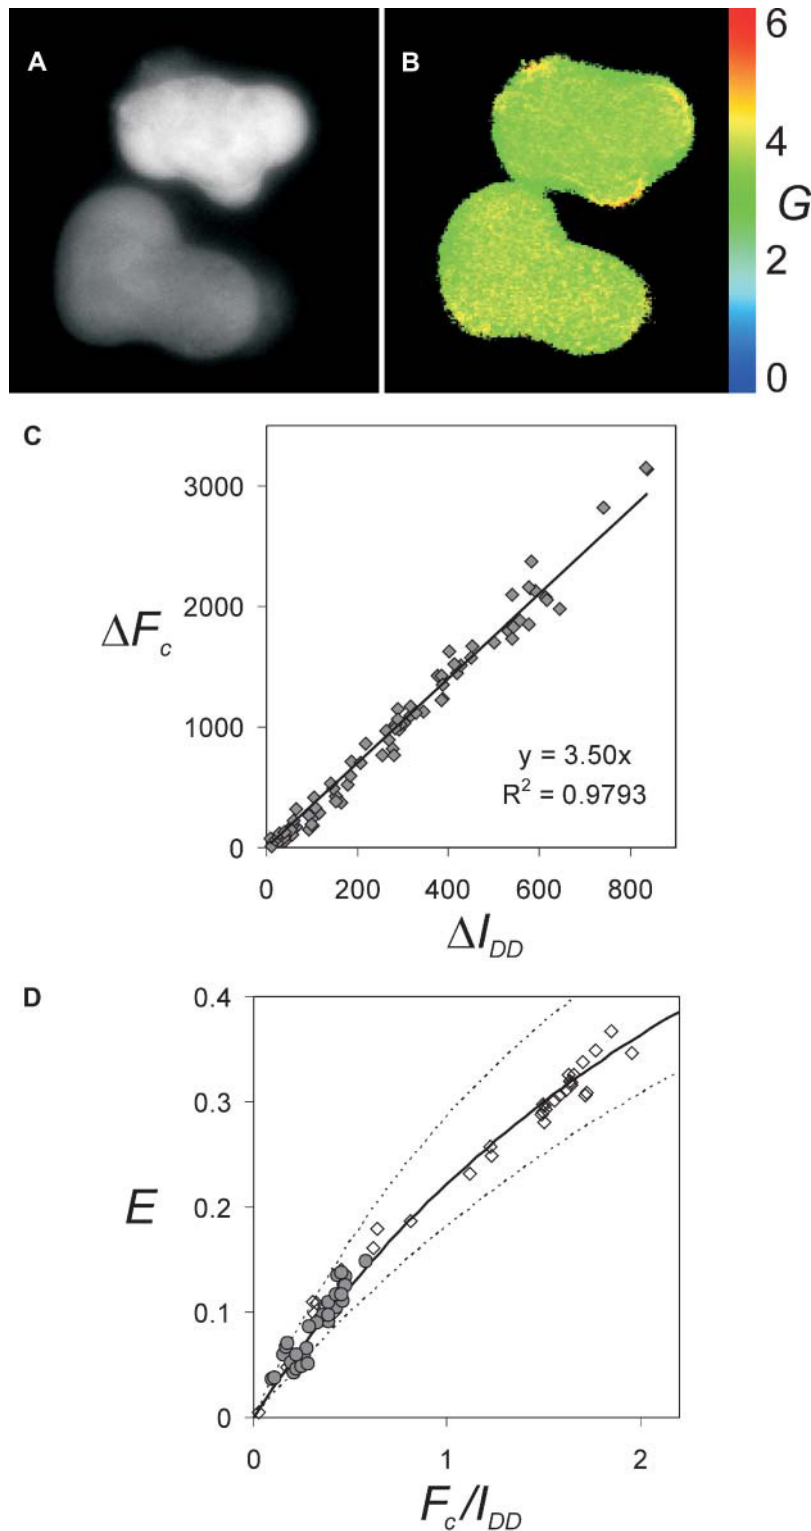 A
B
6
4
G
2
0
C
3000
2000
ΔFc
1000
y = 3.50x
R² = 0.9793
0
0 200 400 600 800
ΔIDD
D
0.4
0.3
E
0.2
0.1
0
0 1 2
Fc/IDD